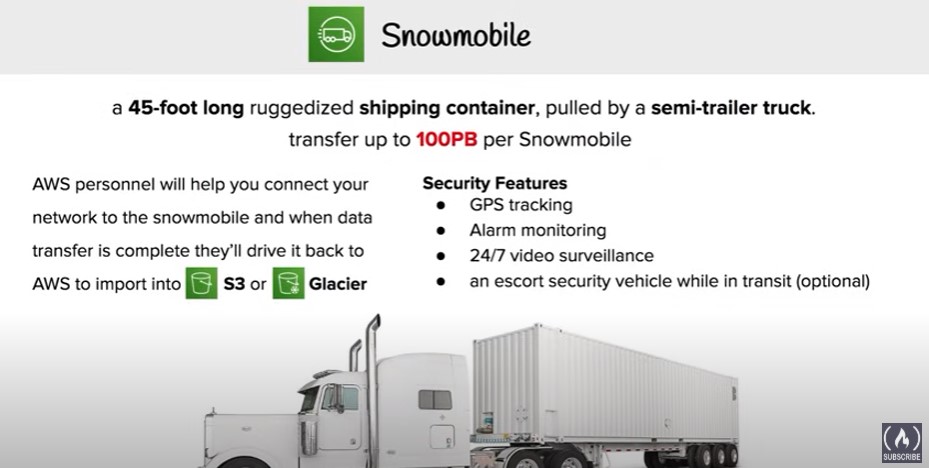 Snowmobile
a 45-foot long ruggedized shipping container, pulled by a semi-trailer truck.
transfer up to 100PB per Snowmobile
AWS personnel will help you connect your
network to the snowmobile and when data
transfer is complete they'll drive it back to
AWS to import into S3 or Glacier
Security Features
● GPS tracking
● Alarm monitoring
● 24/7 video surveillance
● an escort security vehicle while in transit (optional)
SUBSCRIBE